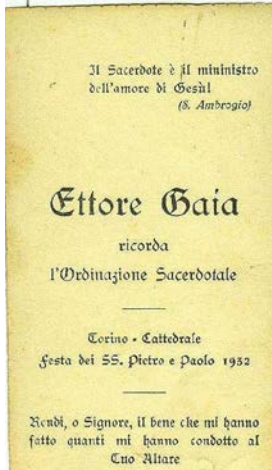 Il Sacerdote è il mininistro
dell'amore di Gesù!
(S. Ambrogio)
Ettore Gaia
ricorda
l'Ordinazione Sacerdotale
Torino - Cattedrale
Festa dei SS. Pietro e Paolo 1932
Rendi, o Signore, il bene che mi hanno
fatto quanti mi hanno condotto al
Tuo Altare